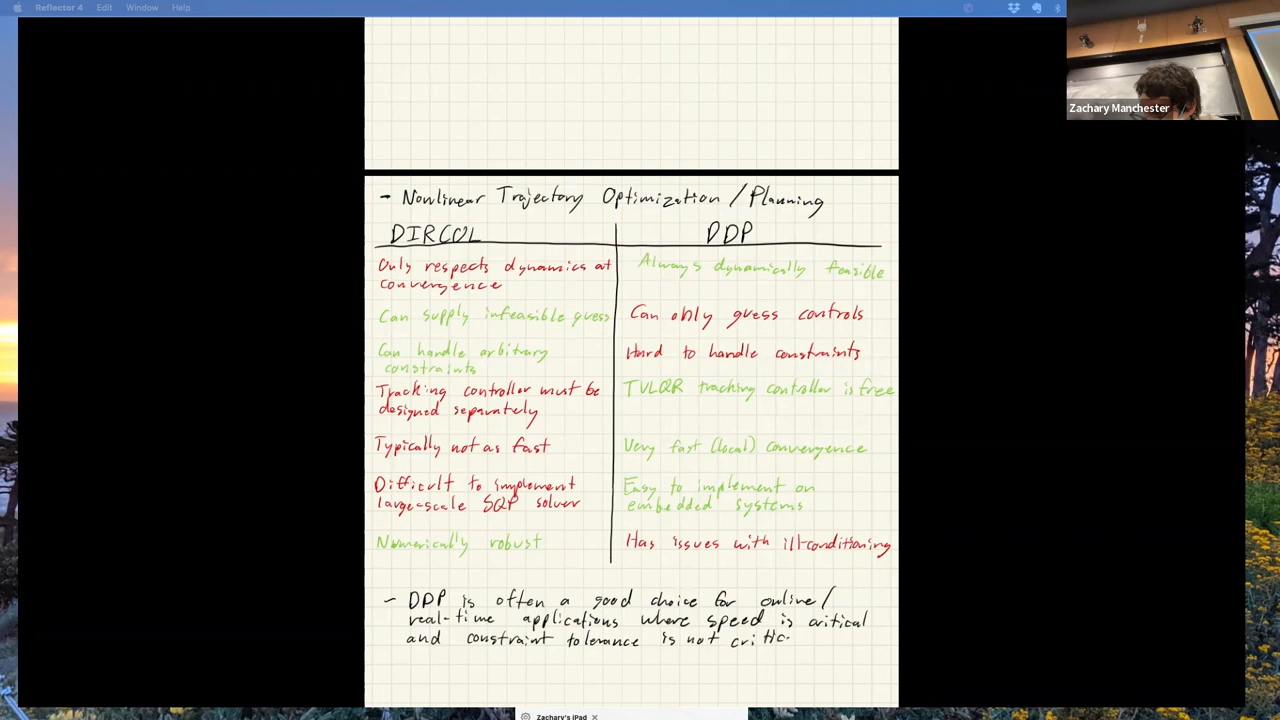 Reflector 4 Edit Window Help
Zachary Manchester
- Nonlinear Trajectory Optimization / Planning
DIRCOL
DDP
Only respects dynamics at
convergence
Always dynamically feasible
Can supply infeasible guess
Can only guess controls
Can handle arbitrary
constraints
Hard to handle constraints
Tracking controller must be
designed separately
TVLQR tracking controller is free
Typically not as fast
Very fast (local) convergence
Difficult to implement
large-scale SQP solver
Easy to implement on
embedded systems
Numerically robust
Has issues with ill-conditioning
- DDP is often a good choice for online/
real-time applications where speed is critical
and constraint tolerance is not critic
Zachary's iPad